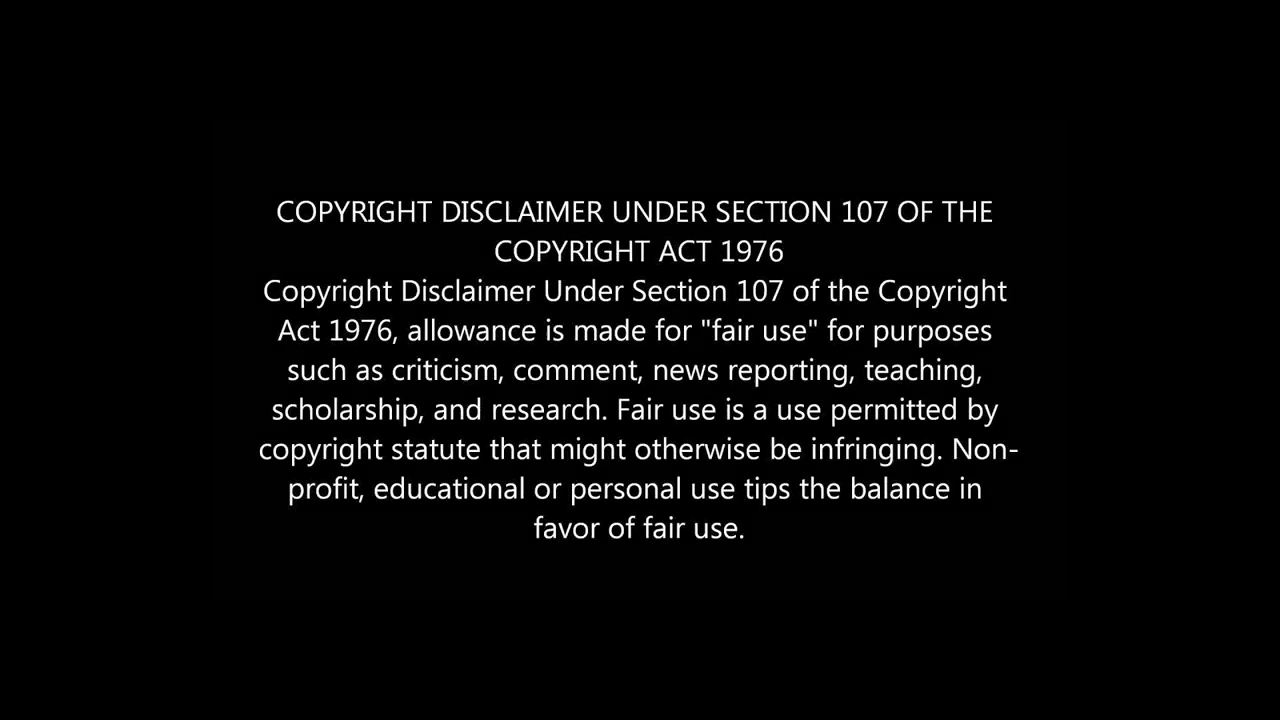 COPYRIGHT DISCLAIMER UNDER SECTION 107 OF THE
COPYRIGHT ACT 1976
Copyright Disclaimer Under Section 107 of the Copyright
Act 1976, allowance is made for "fair use" for purposes
such as criticism, comment, news reporting, teaching,
scholarship, and research. Fair use is a use permitted by
copyright statute that might otherwise be infringing. Non-
profit, educational or personal use tips the balance in
favor of fair use.